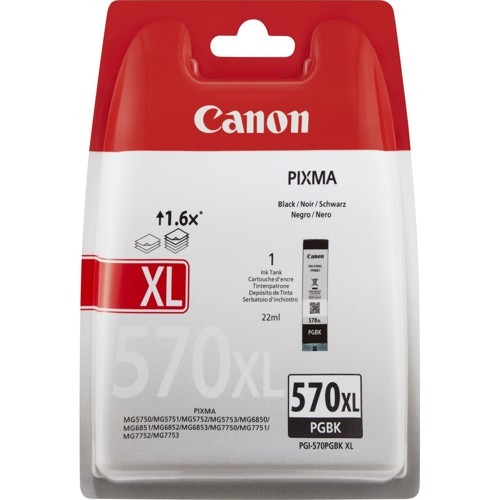 Canon
PIXMA
Black / Noir / Schwarz
Negro / Nero
↑1.6x*
1
Ink Tank
Cartouche d'encre
Tintenpatrone
Depósito de Tinta
Serbatoio d'inchiostro
22ml
Canon
570XL
PGBK
XL
570XL
PIXMA
MG5750/MG5751/MG5752/MG5753/MG6850/
MG6851/MG6852/MG6853/MG7750/MG7751/
MG7752/MG7753
570XL
PGBK
PGI-570PGBK XL